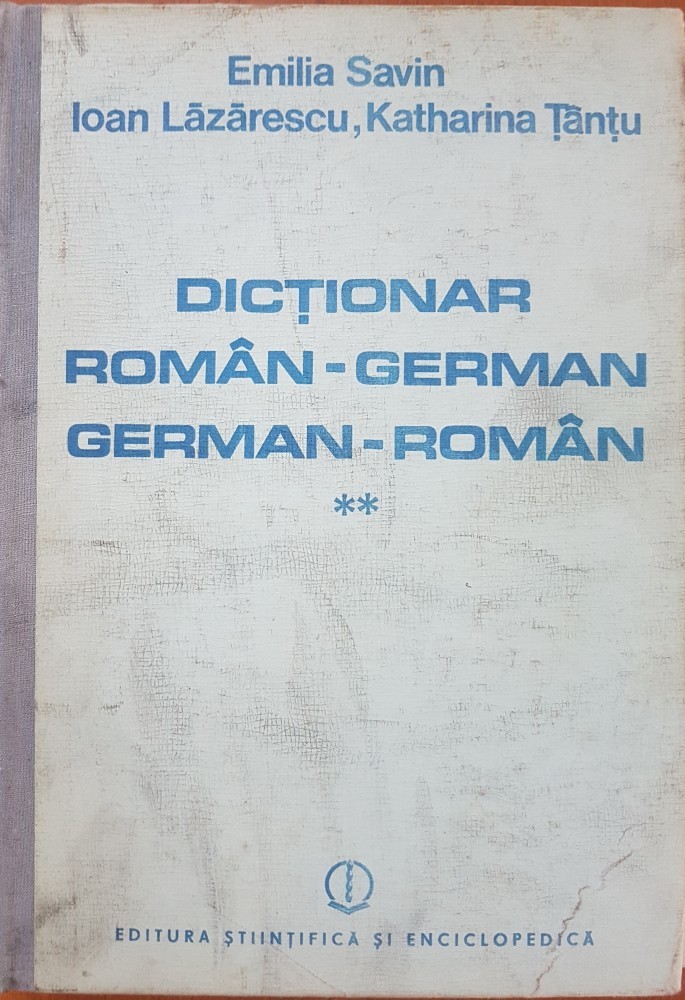 Emilia Savin
Ioan Lăzărescu, Katharina Țânțu
DICȚIONAR
ROMÂN-GERMAN
GERMAN-ROMÂN
**
EDITURA ȘTIINȚIFICĂ ȘI ENCICLOPEDICĂ